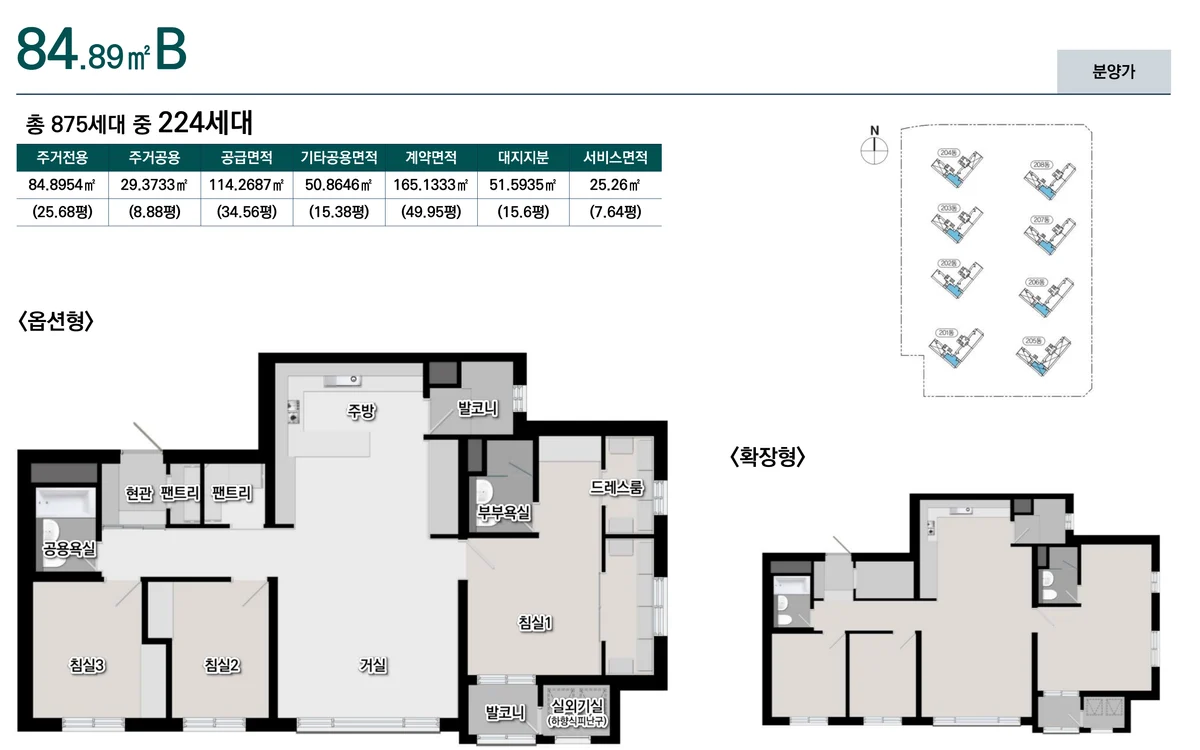 84.89㎡B
분양가
총 875세대 중 224세대
주거전용 주거공용 공급면적 기타공용면적 계약면적 대지지분 서비스면적
84.8954㎡ 29.3733㎡ 114.2687㎡ 50.8646㎡ 165.1333㎡ 51.5935㎡ 25.26㎡
(25.68평) (8.88평) (34.56평) (15.38평) (49.95평) (15.6평) (7.64평)
N
204동
208동
203동
207동
202동
206동
201동
205동
〈옵션형〉
주방
발코니
현관
팬트리
팬트리
드레스룸
부부욕실
공용욕실
침실1
침실3
침실2
거실
발코니
실외기실
(하향식피난구)
〈확장형〉